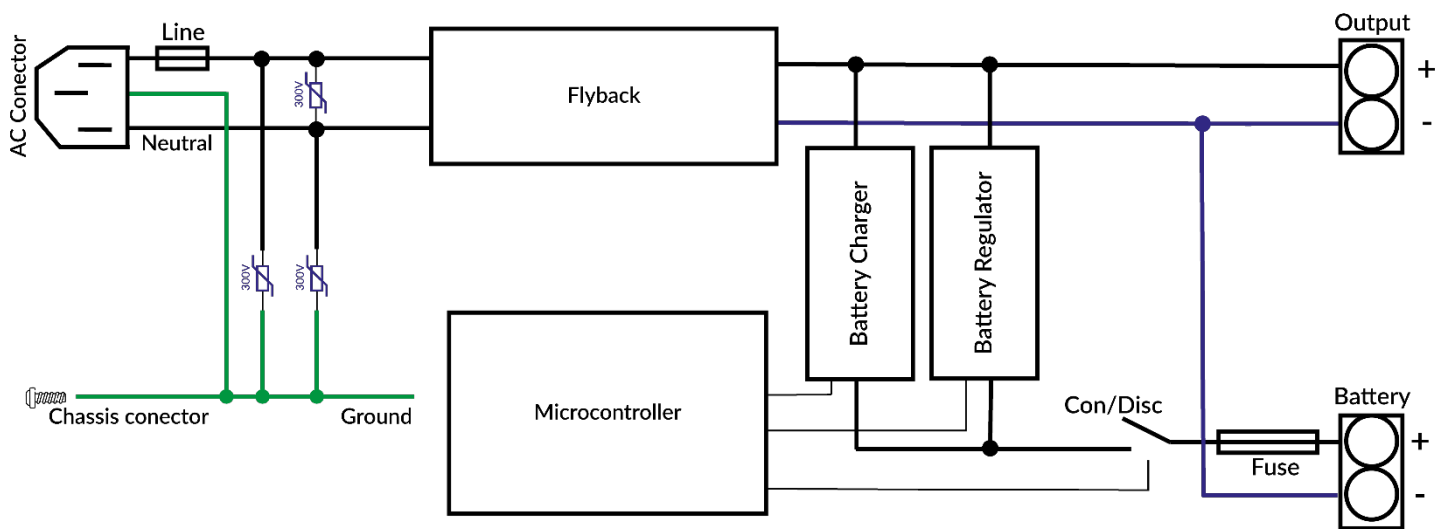 Line
Output
AC Conector
300V
Flyback
+
-
Neutral
Battery Charger
Battery Regulator
300V
300V
Chassis conector
Ground
Microcontroller
Con/Disc
Battery
+
Fuse
-